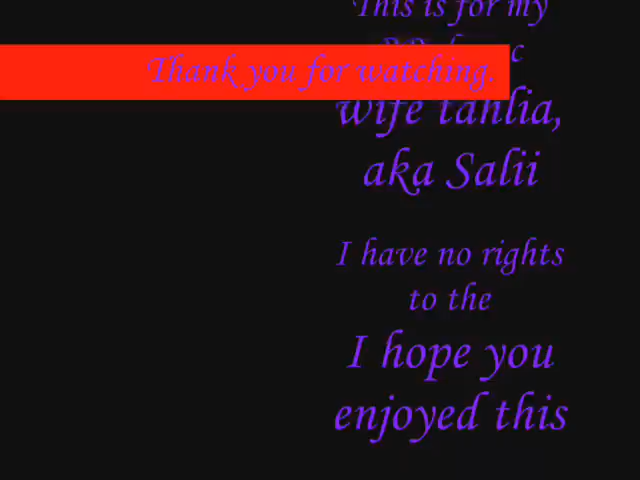 This is for my
Thank you for watching.
wife tahlia,
aka Salii
I have no rights
to the
I hope you
enjoyed this